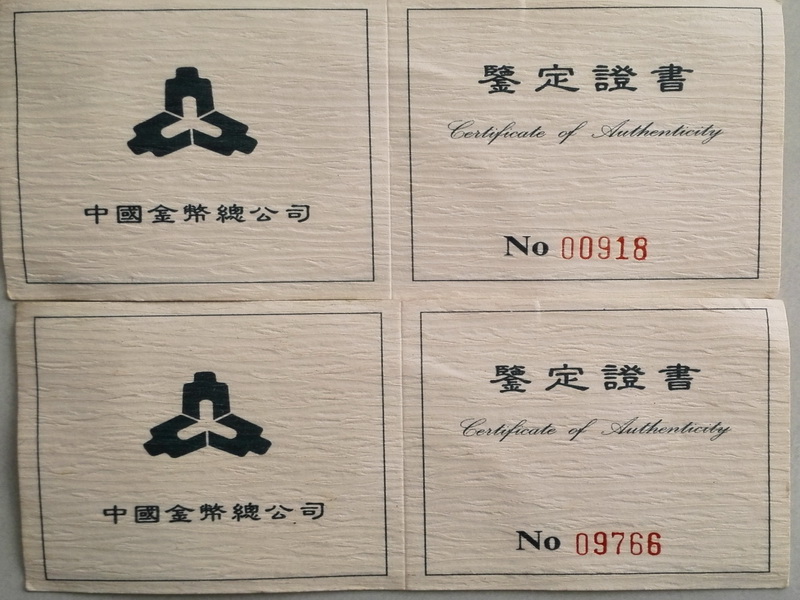 中國金幣總公司
鑒定證書
Certificate of Authenticity
No 00918
中國金幣總公司
鑒定證書
Certificate of Authenticity
No 09766